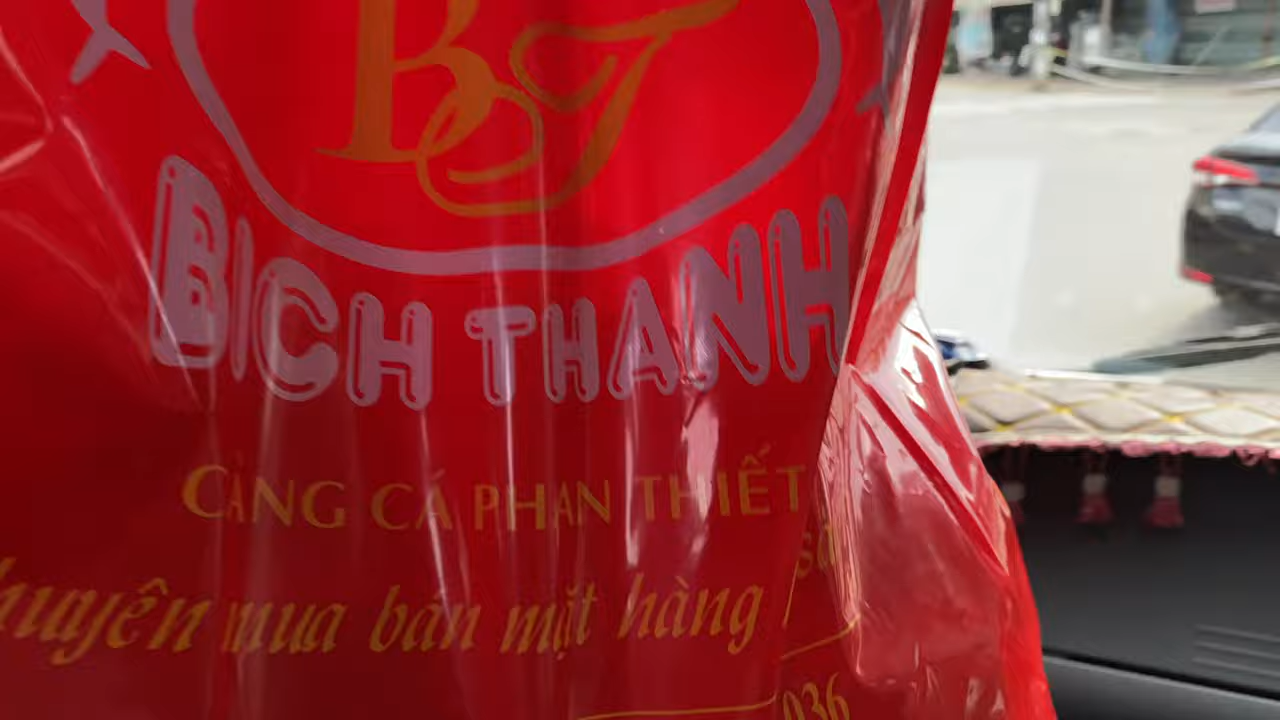 BT
BICH THANH
CẢNG CÁ PHAN THIẾT
huyên mua bán mặt hàng
036